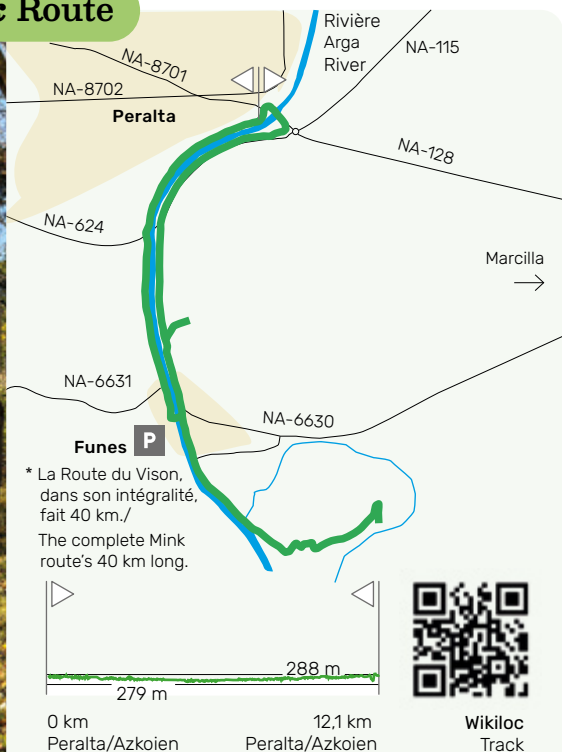 Route
Rivière
Arga
River
NA-115
NA-8701
NA-8702
Peralta
NA-128
NA-624
Marcilla
NA-6631
NA-6630
Funes P
* La Route du Vison,
dans son intégralité,
fait 40 km./
The complete Mink
route's 40 km long.
288 m
279 m
0 km
Peralta/Azkoien
12,1 km
Peralta/Azkoien
Wikiloc
Track